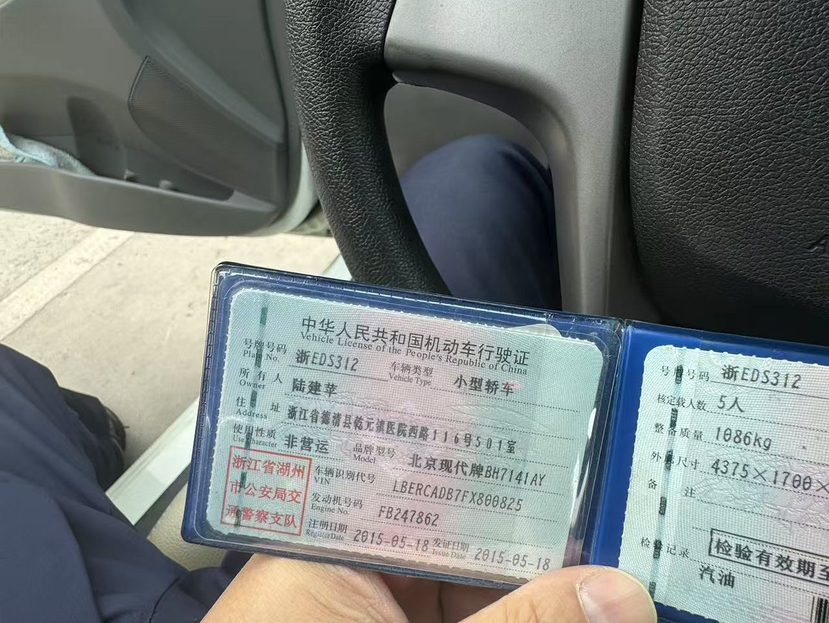 中华人民共和国机动车行驶证
Vehicle License of the People's Republic of China
号牌号码 浙EDS312 车辆类型 小型轿车
Plate No. Vehicle Type
所有人 陆建苹
Owner
住址 浙江省德清县乾元镇医院西路116号501室
Address
使用性质 非营运 品牌型号 北京现代牌BH7141AY
Use Character Model
浙江省湖州
市公安局交
通警察支队
车辆识别代号 LBERCADB7FX800825
VIN
发动机号码 FB247862
Engine No.
注册日期 2015-05-18 发证日期 2015-05-18
Register Date Issue Date
号牌号码 浙EDS312
核定载人数 5人
整备质量 1086kg
外廓尺寸 4375×1700×
备注
检验记录 检验有效期至
汽油